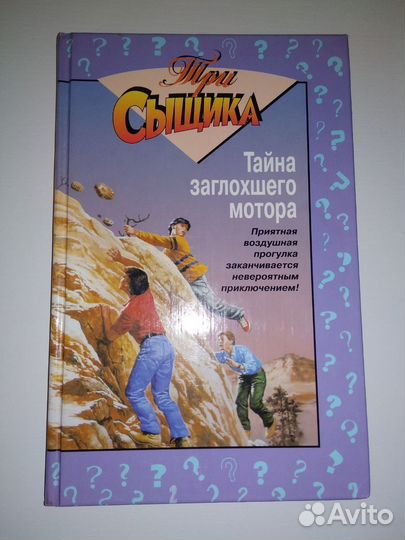 Три
Сыщика
Тайна
заглохшего
мотора
Приятная
воздушная
прогулка
заканчивается
невероятным
приключением!
Avito